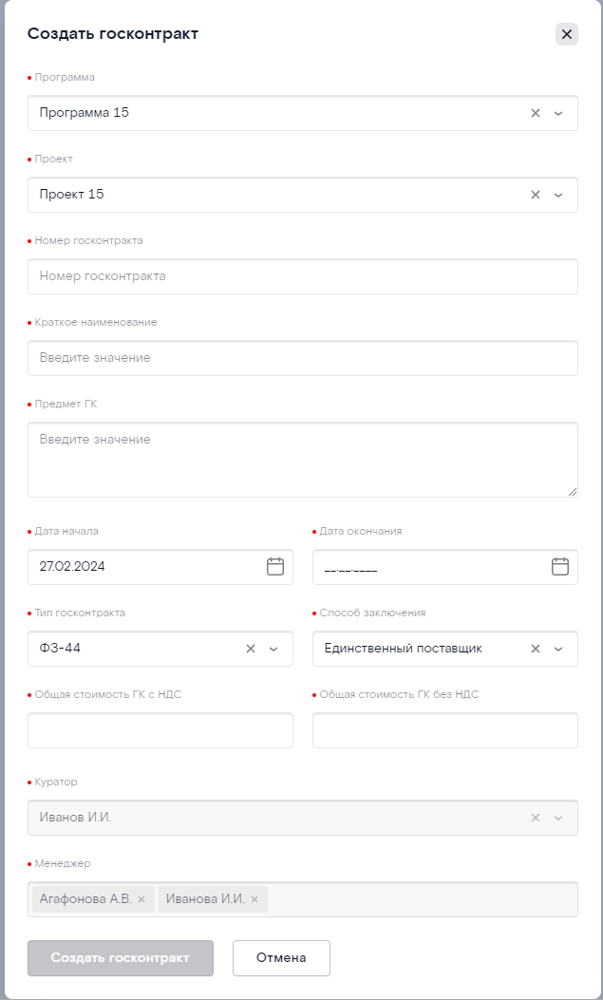 Создать госконтракт
Программа
Программа 15
Проект
Проект 15
Номер госконтракта
Номер госконтракта
Краткое наименование
Введите значение
Предмет ГК
Введите значение
Дата начала
Дата окончания
27.02.2024
__.__.____
Тип госконтракта
Способ заключения
ФЗ-44
Единственный поставщик
Общая стоимость ГК с НДС
Общая стоимость ГК без НДС
Куратор
Иванов И.И.
Менеджер
Агафонова А.В. Иванова И.И.
Создать госконтракт
Отмена